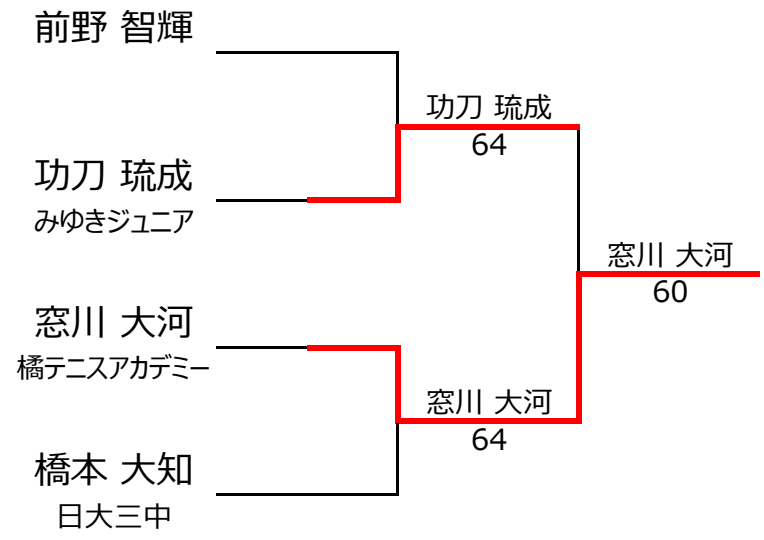 前野 智輝
功刀 琉成
64
功刀 琉成
みゆきジュニア
窓川 大河
60
窓川 大河
橘テニスアカデミー
窓川 大河
64
橋本 大知
日大三中